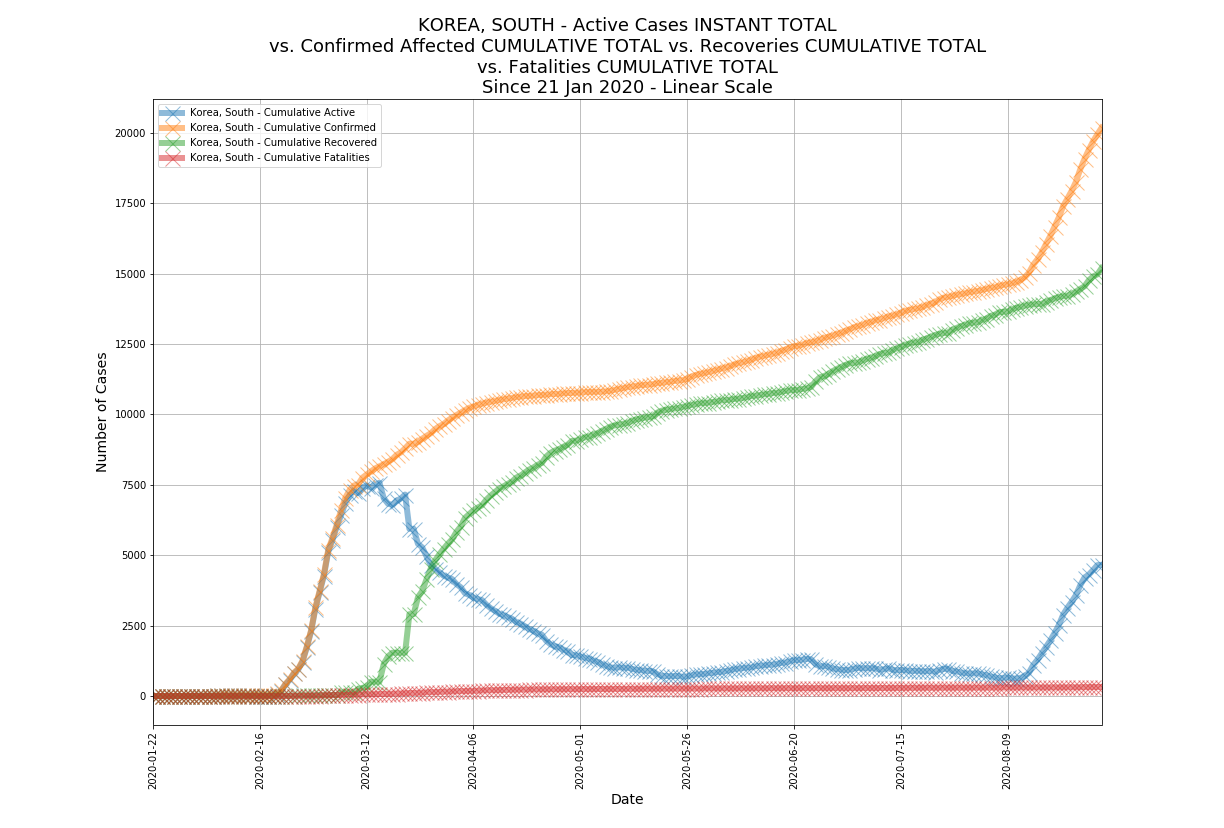 KOREA, SOUTH - Active Cases INSTANT TOTAL
vs. Confirmed Affected CUMULATIVE TOTAL vs. Recoveries CUMULATIVE TOTAL
vs. Fatalities CUMULATIVE TOTAL
Since 21 Jan 2020 - Linear Scale
Korea, South - Cumulative Active
Korea, South - Cumulative Confirmed
Korea, South - Cumulative Recovered
Korea, South - Cumulative Fatalities
Number of Cases
20000
17500
15000
12500
10000
7500
5000
2500
0
2020-01-22
2020-02-16
2020-03-12
2020-04-06
2020-05-01
2020-05-26
2020-06-20
2020-07-15
2020-08-09
Date